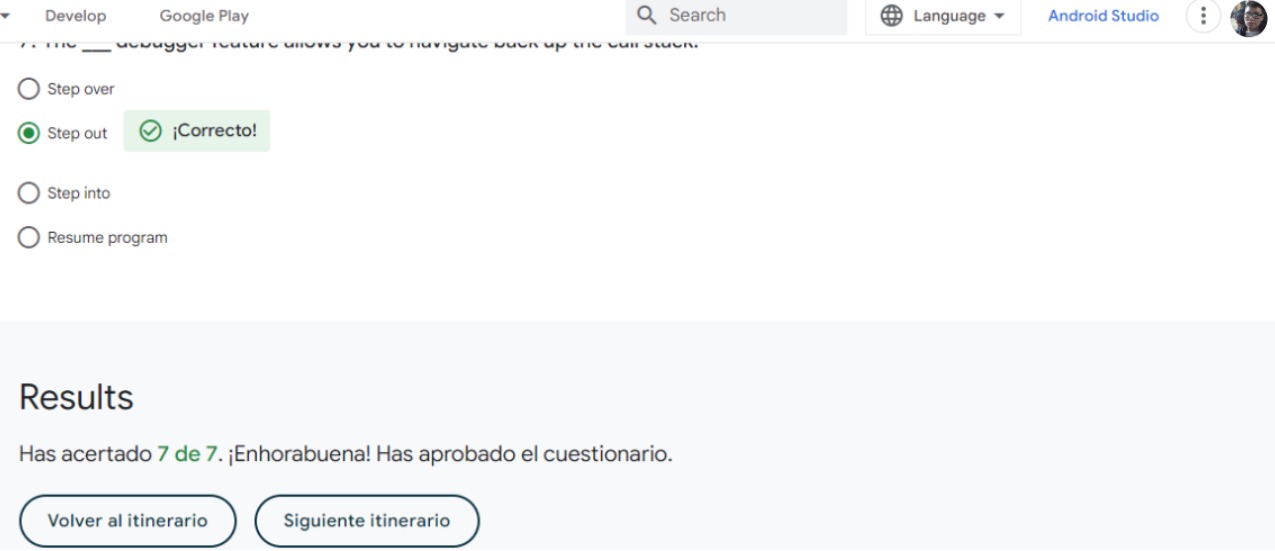 Develop Google Play Search Language Android Studio
7. The ___ debugger feature allows you to navigate back up the call stack.
Step over
Step out ¡Correcto!
Step into
Resume program
Results
Has acertado 7 de 7. ¡Enhorabuena! Has aprobado el cuestionario.
Volver al itinerario Siguiente itinerario